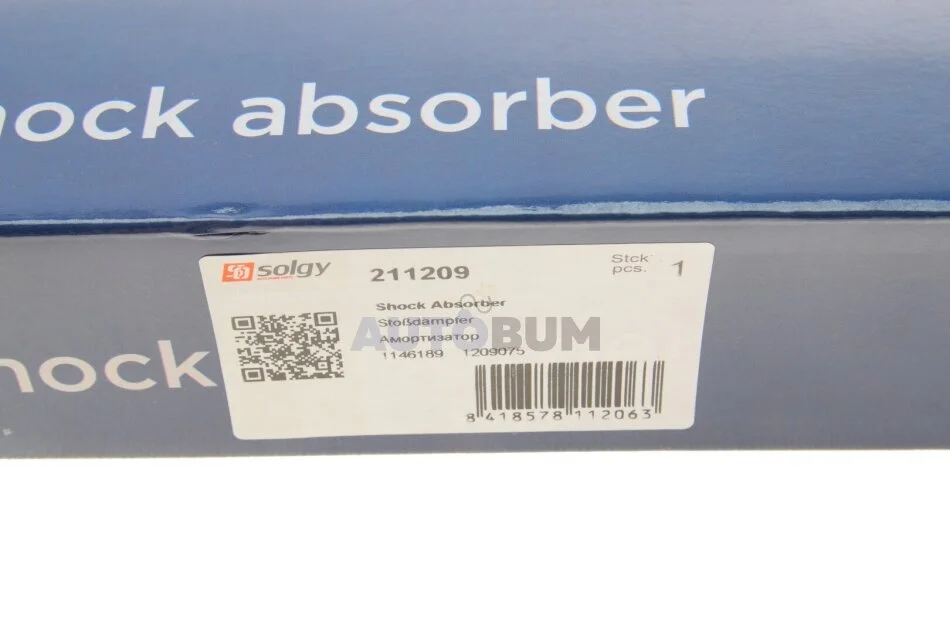 hock absorber
solgy
211209
Stck
pcs. 1
Shock Absorber
Stoßdämpfer
Амортизатор
1146189 1209075
AUTOBUM
hock
8 418578 112063